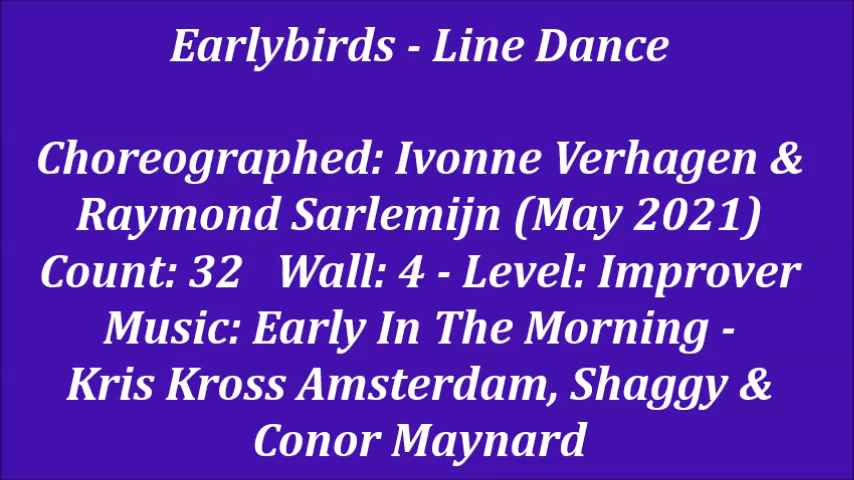 Earlybirds - Line Dance
Choreographed: Ivonne Verhagen &
Raymond Sarlemijn (May 2021)
Count: 32   Wall: 4 - Level: Improver
Music: Early In The Morning -
Kris Kross Amsterdam, Shaggy &
Conor Maynard